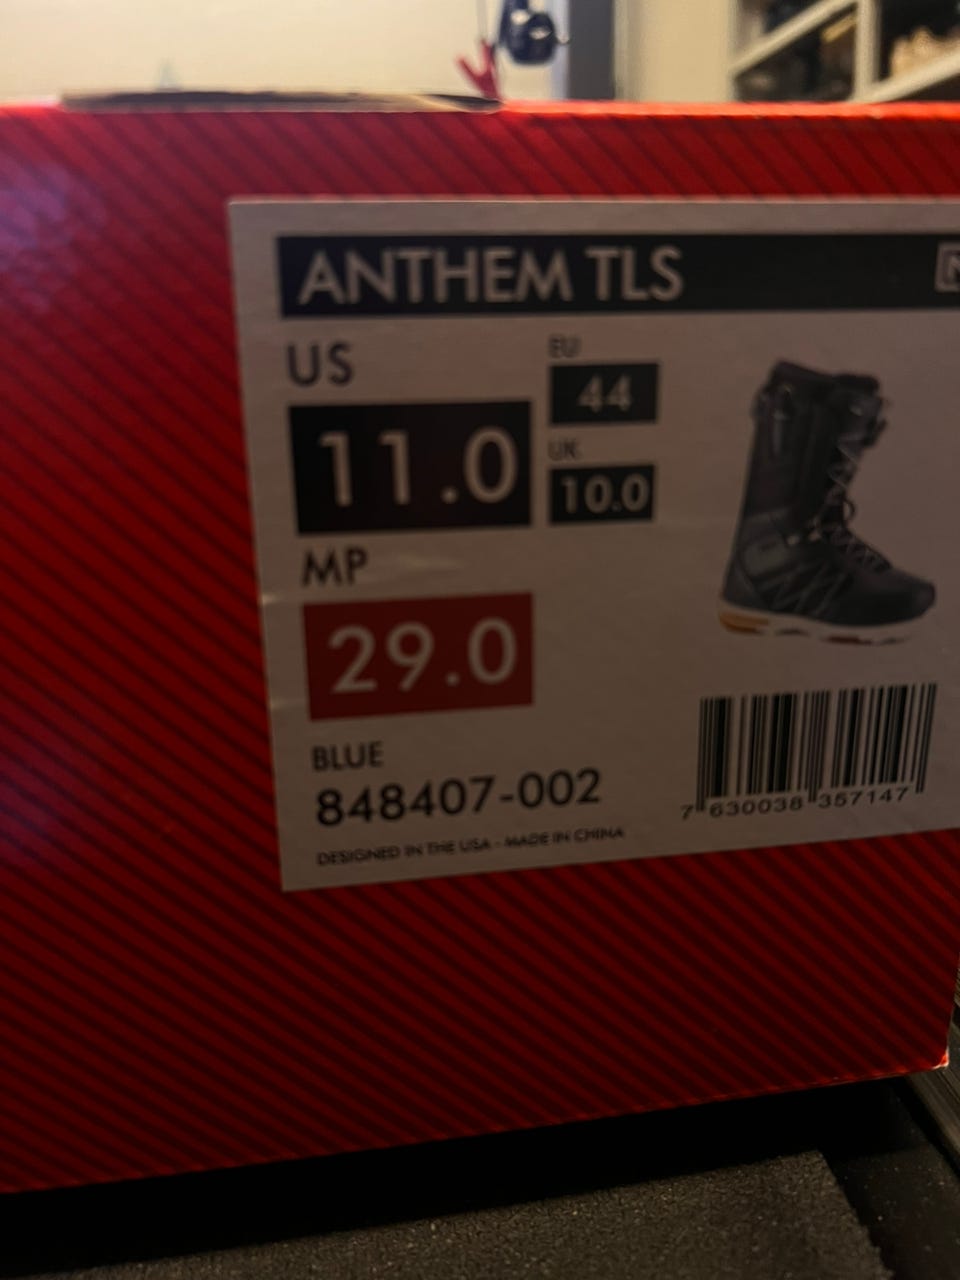 ANTHEM TLS
US
11.0
EU
44
UK
10.0
MP
29.0
BLUE
848407-002
DESIGNED IN THE USA - MADE IN CHINA
7 630038 357147